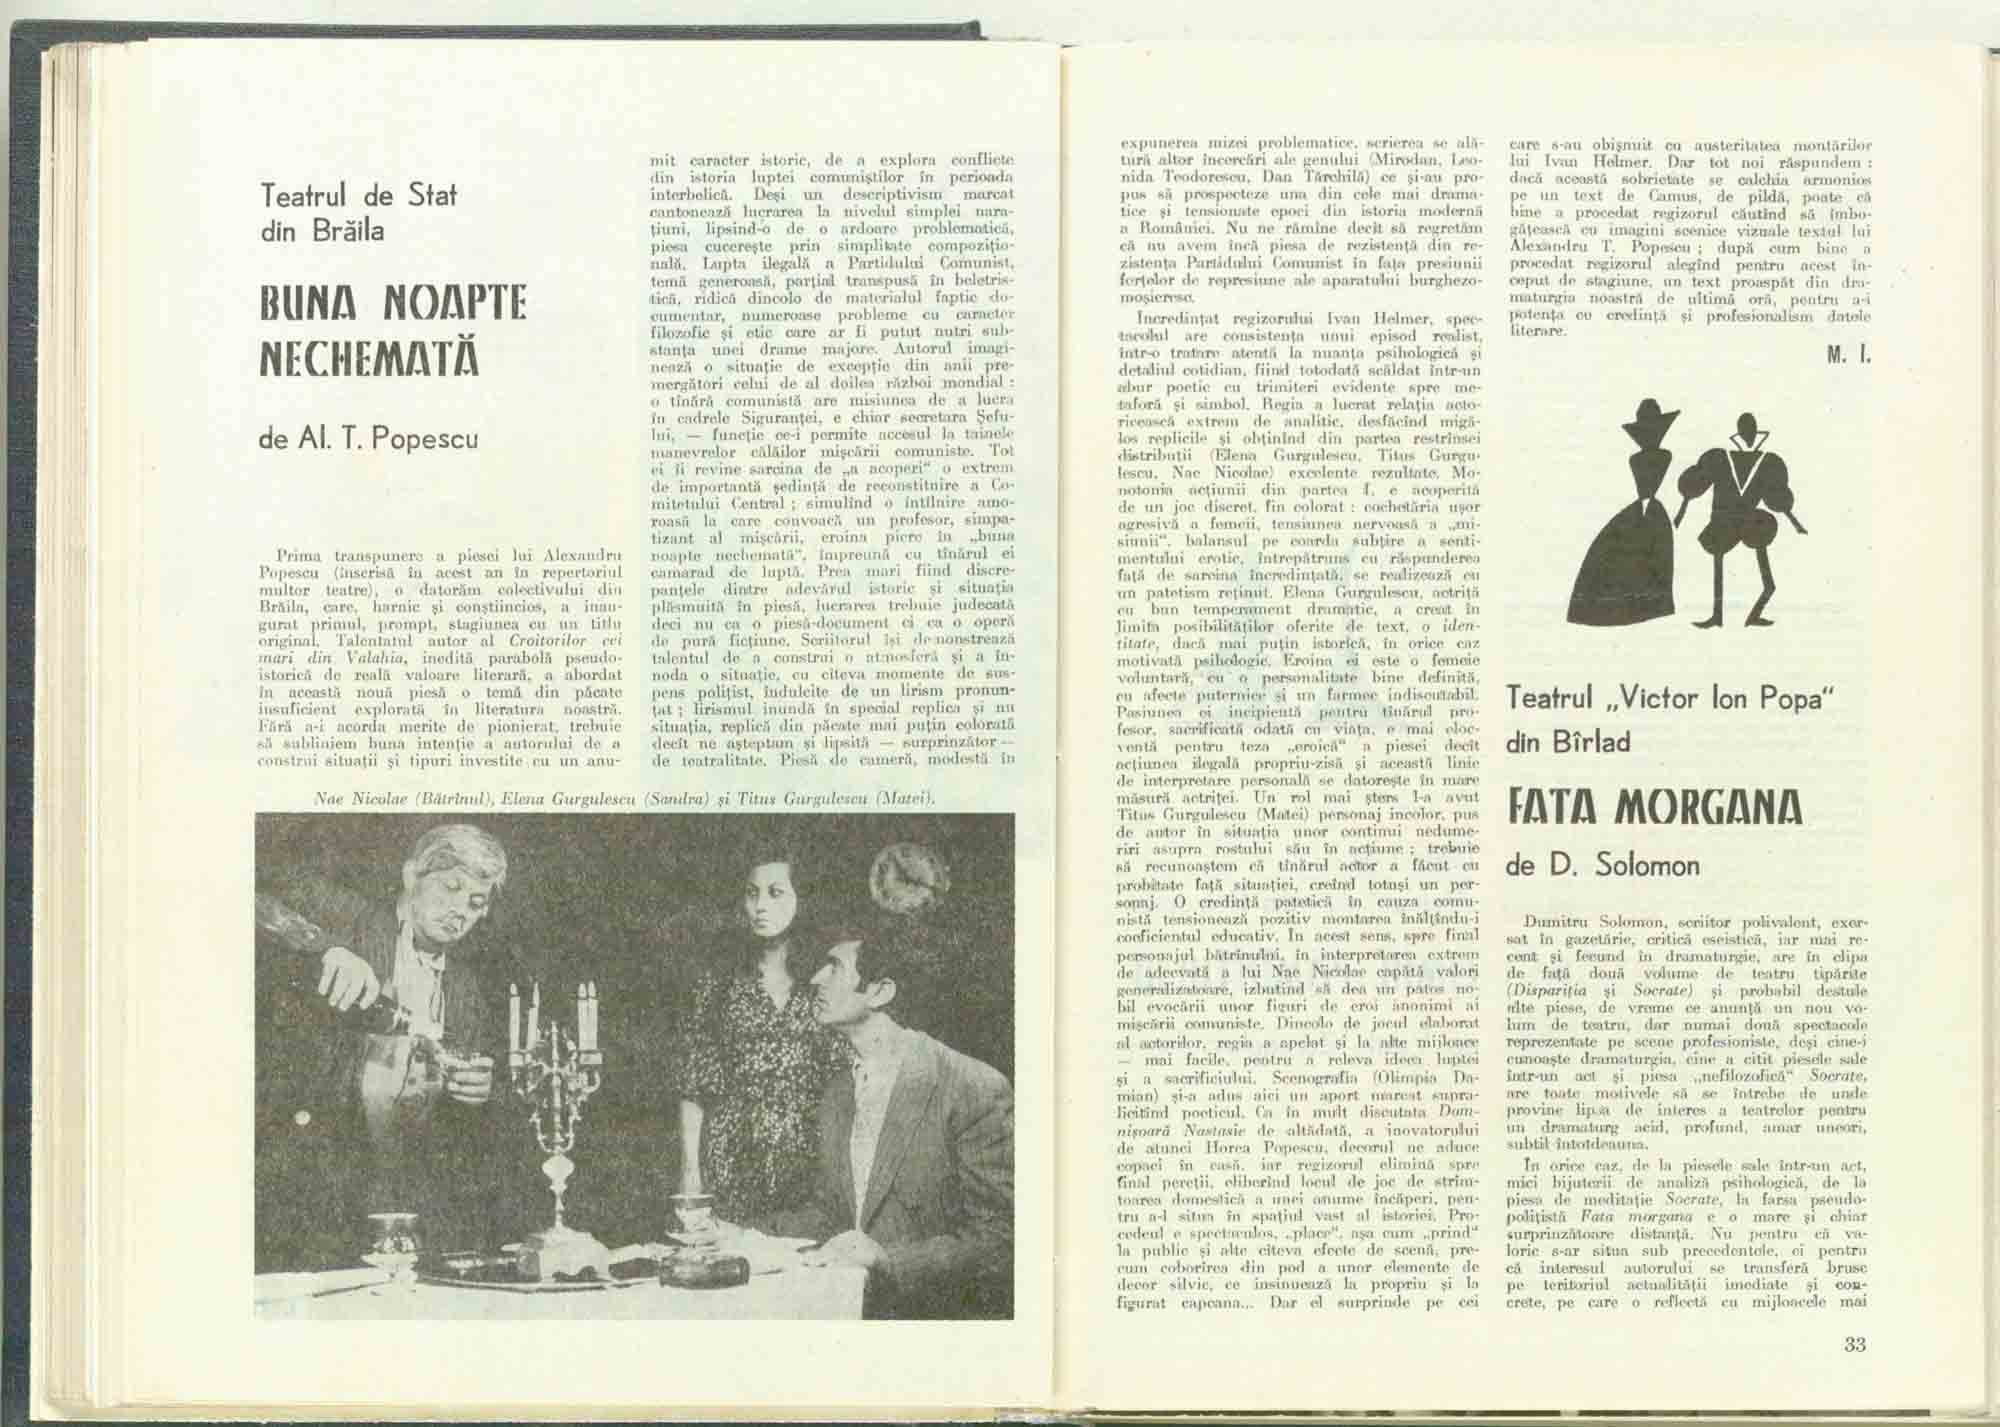 Teatrul de Stat
din Brăila
BUNA NOAPTE
NECHEMATĂ
de Al. T. Popescu
Prima transpunere a piesei lui Alexandru
Popescu (înscrisă în acest an în repertoriul
multor teatre), o datorăm colectivului din
Brăila, care, harnic și conștiincios, a inau-
gurat primul, prompt, stagiunea cu un titlu
original. Talentatul autor al Croitorilor cei
mari din Valahia, inedită parabolă pseudo-
istorică de reală valoare literară, a abordat
în această nouă piesă o temă din păcate
insuficient explorată în literatura noastră.
Fără a-i acorda merite de pionierat, trebuie
să subliniem buna intenție a autorului de a
construi situații și tipuri investite cu un anu-
mit caracter istoric, de a explora conflicte
din istoria luptei comuniștilor în perioada
interbelică. Deși un descriptivism marcat
cantonează lucrarea la nivelul simplei nara-
țiuni, lipsind-o de o ardoare problematică,
piesa cucerește prin simplitate compozițio-
nală. Lupta ilegală a Partidului Comunist,
temă generoasă, parțial transpusă în beletris-
tică, ridică dincolo de materialul faptic do-
cumentar, numeroase probleme cu caracter
filozofic și etic care ar fi putut nutri sub-
stanța unei drame majore. Autorul imagi-
nează o situație de excepție din anii pre-
mergători celui de al doilea război mondial :
o tînără comunistă are misiunea de a lucra
în cadrele Siguranței, e chiar secretara Șefu-
lui, — funcție ce-i permite accesul la tainele
manevrelor călăilor mișcării comuniste. Tot
ei îi revine sarcina de „a acoperi“ o extrem
de importantă ședință de reconstituire a Co-
mitetului Central ; simulînd o întîlnire amo-
roasă la care convoacă un profesor, simpa-
tizant al mișcării, eroina piere în „buna
noapte nechemată“, împreună cu tînărul ei
camarad de luptă. Prea mari fiind discre-
panțele dintre adevărul istoric și situația
plăsmuită în piesă, lucrarea trebuie judecată
deci nu ca o piesă-document ci ca o operă
de pură ficțiune. Scriitorul își demonstrează
talentul de a construi o atmosferă și a în-
noda o situație, cu cîteva momente de sus-
pens polițist, îndulcite de un lirism pronun-
țat ; lirismul inundă în special replica și nu
situația, replică din păcate mai puțin colorată
decît ne așteptam și lipsită — surprinzător —
de teatralitate. Piesă de cameră, modestă în
Nae Nicolae (Bătrînul), Elena Gurgulescu (Sandra) și Titus Gurgulescu (Matei).
expunerea mizei problematice, scrierea se ală-
tură altor încercări ale genului (Mirodan, Leo-
nida Teodorescu, Dan Tărchilă) ce și-au pro-
pus să prospecteze una din cele mai drama-
tice și tensionate epoci din istoria modernă
a României. Nu ne rămîne decît să regretăm
că nu avem încă piesa de rezistență din re-
zistența Partidului Comunist în fața presiunii
forțelor de represiune ale aparatului burghezo-
moșieresc.
Încredințat regizorului Ivan Helmer, spec-
tacolul are consistența unui episod realist,
într-o tratare atentă la nuanța psihologică și
detaliul cotidian, fiind totodată scăldat într-un
abur poetic cu trimiteri evidente spre me-
taforă și simbol. Regia a lucrat relația acto-
ricească extrem de analitic, desfăcînd migă-
los replicile și obținînd din partea restrînsei
distribuții (Elena Gurgulescu, Titus Gurgu-
lescu, Nae Nicolae) excelente rezultate. Mo-
notonia acțiunii din partea I, e acoperită
de un joc discret, fin colorat : cochetăria ușor
agresivă a femeii, tensiunea nervoasă a „mi-
siunii“, balansul pe coarda subțire a senti-
mentului erotic, întrepătruns cu răspunderea
față de sarcina încredințată, se realizează cu
un patetism reținut. Elena Gurgulescu, actriță
cu bun temperament dramatic, a creat în
limita posibilităților oferite de text, o iden-
titate, dacă mai puțin istorică, în orice caz
motivată psihologic. Eroina ei este o femeie
voluntară, cu o personalitate bine definită,
cu afecte puternice și un farmec indiscutabil.
Pasiunea ei incipientă pentru tînărul pro-
fesor, sacrificată odată cu viața, e mai eloc-
ventă pentru teza „eroică“ a piesei decît
acțiunea ilegală propriu-zisă și această linie
de interpretare personală se datorește în mare
măsură actriței. Un rol mai șters l-a avut
Titus Gurgulescu (Matei) personaj incolor, pus
de autor în situația unor continui nedume-
riri asupra rostului său în acțiune ; trebuie
să recunoaștem că tînărul actor a făcut cu
probitate față situației, creînd totuși un per-
sonaj. O credință patetică în cauza comu-
nistă tensionează pozitiv montarea înălțîndu-i
coeficientul educativ. In acest sens, spre final
personajul bătrînului, în interpretarea extrem
de adecvată a lui Nae Nicolae capătă valori
generalizatoare, izbutind să dea un patos no-
bil evocării unor figuri de eroi anonimi ai
mișcării comuniste. Dincolo de jocul elaborat
al actorilor, regia a apelat și la alte mijloace
— mai facile, pentru a releva ideea luptei
și a sacrificiului. Scenografia (Olimpia Da-
mian) și-a adus aici un aport marcat supra-
licitînd poeticul. Ca în mult discutata Dom-
nișoară Nastasie de altădată, a inovatorului
de atunci Horea Popescu, decorul ne aduce
copaci în casă, iar regizorul elimină spre
final pereții, eliberînd locul de joc de strîm-
toarea domestică a unei anume încăperi, pen-
tru a-l situa în spațiul vast al istoriei. Pro-
cedeul e spectaculos, „place“, așa cum „prind“
la public și alte cîteva efecte de scenă, pre-
cum coborîrea din pod a unor elemente de
decor silvic, ce insinuează la propriu și la
figurat capcana... Dar el surprinde pe cei
care s-au obișnuit cu austeritatea montărilor
lui Ivan Helmer. Dar tot noi răspundem :
dacă această sobrietate se calchia armonios
pe un text de Camus, de pildă, poate că
bine a procedat regizorul căutînd să îmbo-
gățească cu imagini scenice vizuale textul lui
Alexandru T. Popescu ; după cum bine a
procedat regizorul alegînd pentru acest în-
ceput de stagiune, un text proaspăt din dra-
maturgia noastră de ultimă oră, pentru a-i
potența cu credință și profesionalism datele
literare.
M. I.
Teatrul „Victor Ion Popa“
din Bîrlad
FATA MORGANA
de D. Solomon
Dumitru Solomon, scriitor polivalent, exer-
sat în gazetărie, critică eseistică, iar mai re-
cent și fecund în dramaturgie, are în clipa
de față două volume de teatru tipărite
(Dispariția și Socrate) și probabil destule
alte piese, de vreme ce anunță un nou vo-
lum de teatru, dar numai două spectacole
reprezentate pe scene profesioniste, deși cine-i
cunoaște dramaturgia, cine a citit piesele sale
într-un act și piesa „nefilozofică“ Socrate,
are toate motivele să se întrebe de unde
provine lipsa de interes a teatrelor pentru
un dramaturg acid, profund, amar uneori,
subtil întotdeauna.
În orice caz, de la piesele sale într-un act,
mici bijuterii de analiză psihologică, de la
piesa de meditație Socrate, la farsa pseudo-
polițistă Fata morgana e o mare și chiar
surprinzătoare distanță. Nu pentru că va-
loric s-ar situa sub precedentele, ci pentru
că interesul autorului se transferă brusc
pe teritoriul actualității imediate și con-
crete, pe care o reflectă cu mijloacele mai
33